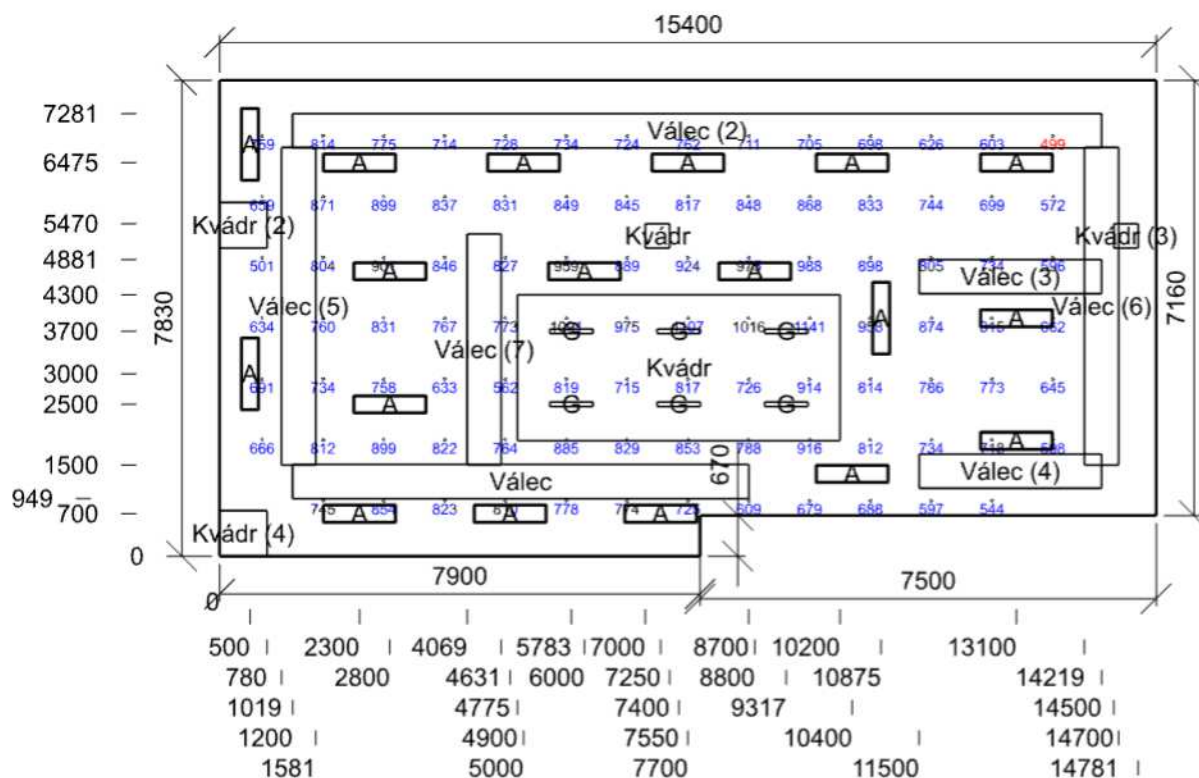 15400
7281
Válec (2)
759 814 775 714 728 734 724 762 711 705 698 626 603 499
A
6475
A A A A A
659 871 899 837 831 849 845 817 848 868 833 744 699 572
5470
Kvádr (2) Kvádr Kvádr (3)
4881
501 804 846 827 959 889 924 988 898 805 734 596
A A A
Válec (3)
4300
Válec (5) Válec (6)
7830
7160
3700
634 760 831 767 773 975 1016 1141 874 662
G G G A A
Válec (7)
3000
Kvádr
A
691 734 758 633 562 819 715 817 726 914 814 766 773 645
2500
A G G G
666 812 899 822 764 885 829 853 788 916 812 734 718 588
A
1500
Válec 670 A Válec (4)
949
700
745 854 823 778 774 728 609 679 688 597 544
A A A
Kvádr (4)
0
7900 7500
0
500 2300 4069 5783 7000 8700 10200 13100
780 2800 4631 6000 7250 8800 10875 14219
1019 4775 7400 9317 14500
1200 4900 7550 10400 14700
1581 5000 7700 11500 14781